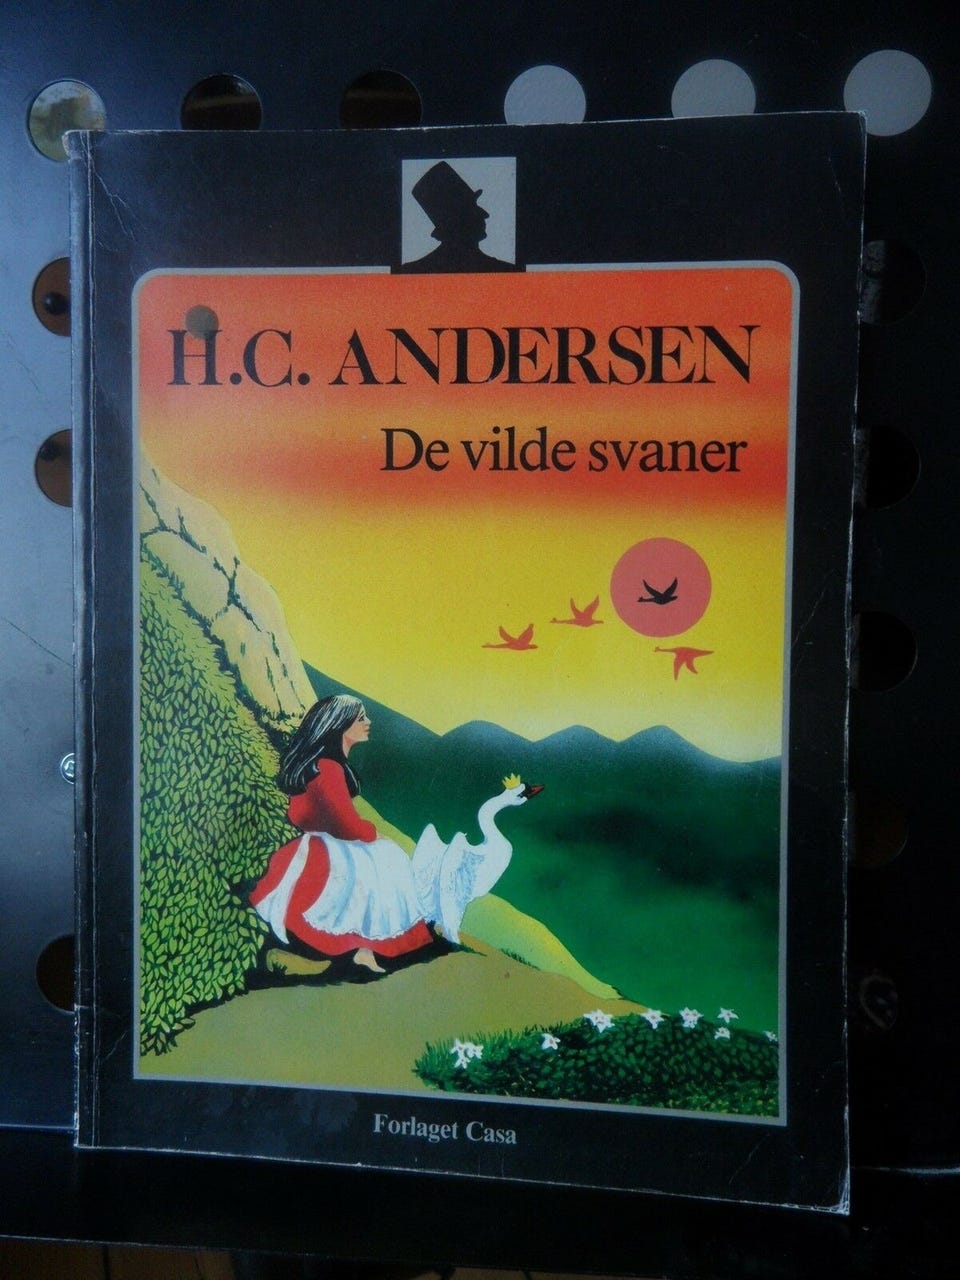 H.C. ANDERSEN
De vilde svaner
Forlaget Casa